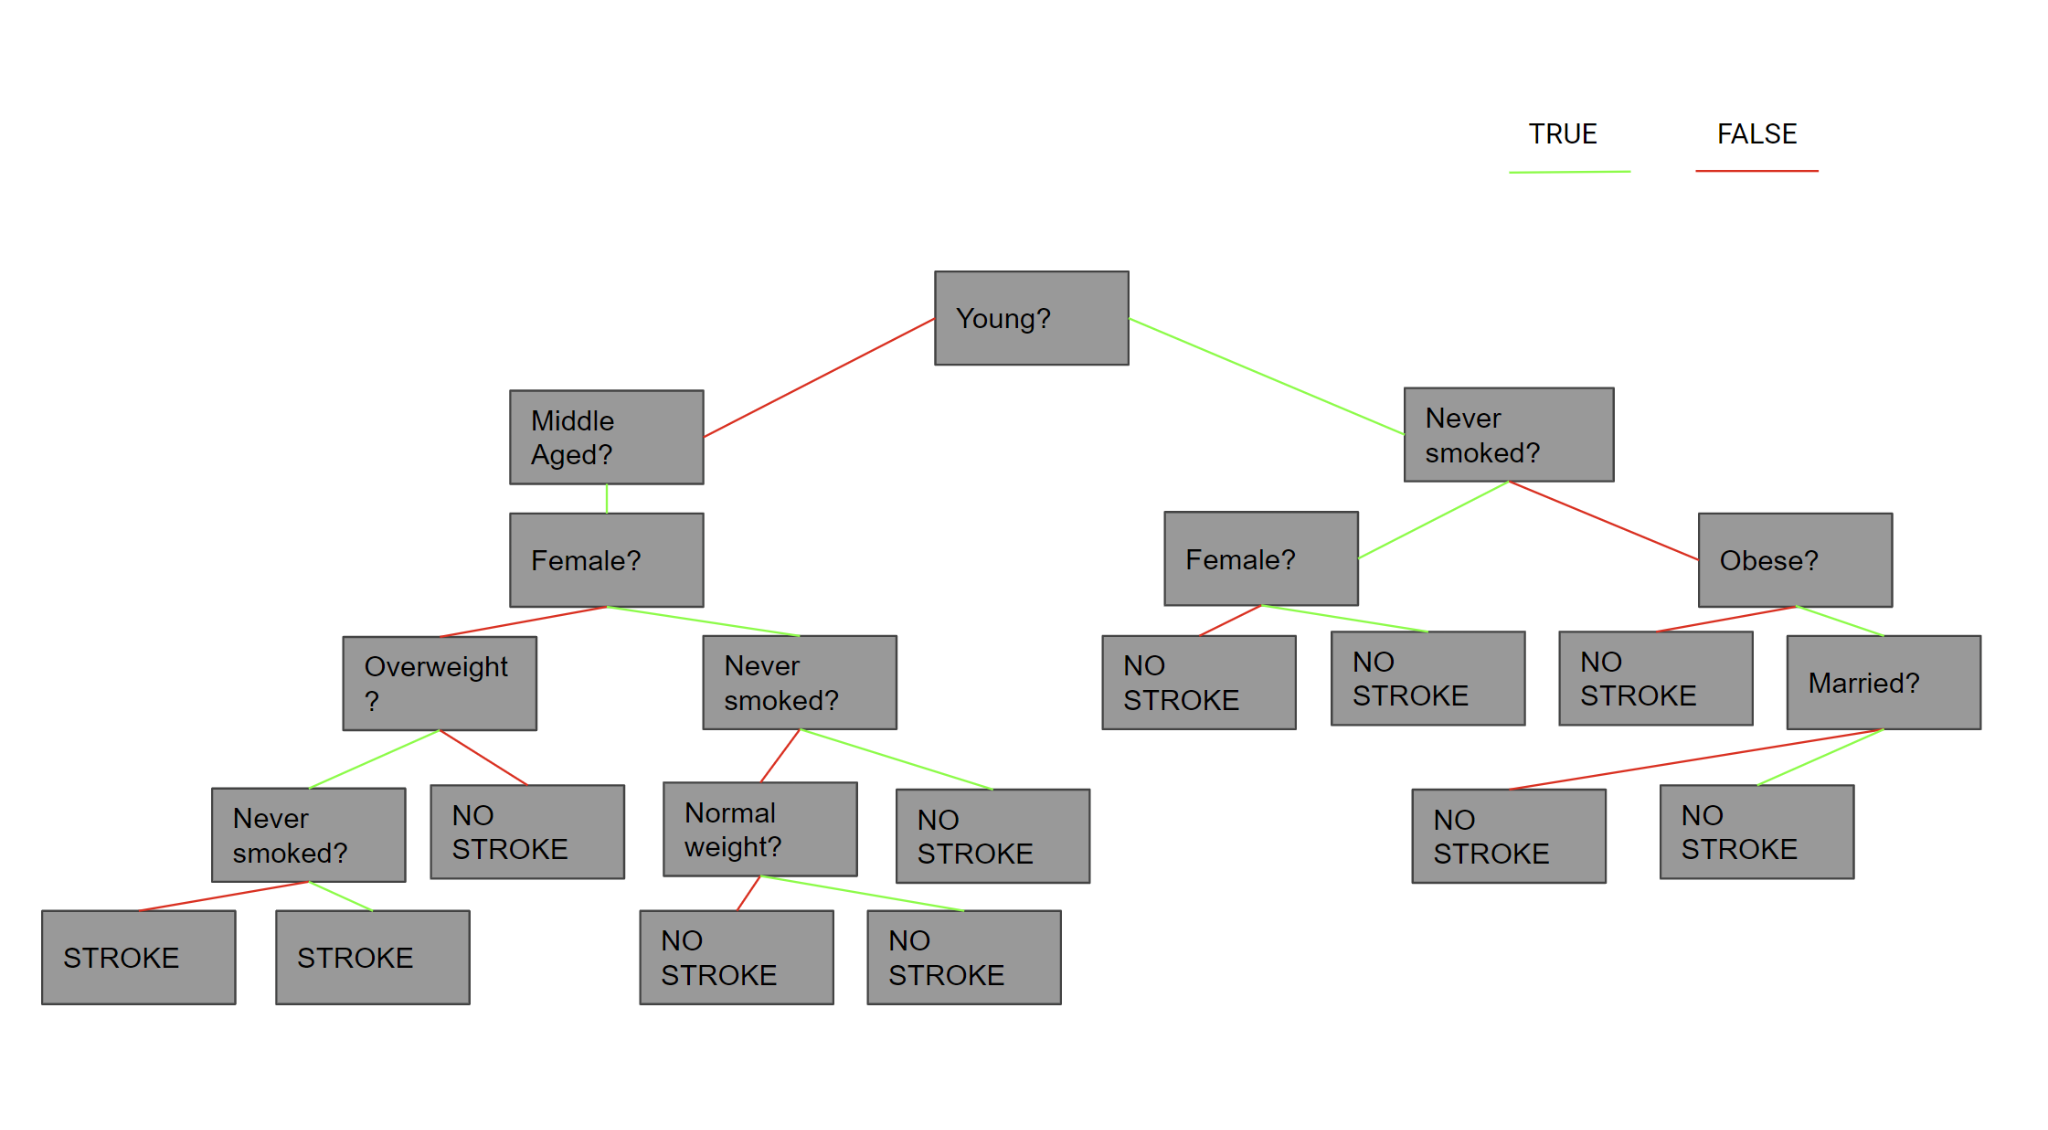 TRUE
FALSE
Young?
Middle
Aged?
Never
smoked?
Female?
Female?
Obese?
Overweight
?
Never
smoked?
NO
STROKE
NO
STROKE
NO
STROKE
Married?
Never
smoked?
NO
STROKE
Normal
weight?
NO
STROKE
NO
STROKE
NO
STROKE
STROKE
STROKE
NO
STROKE
NO
STROKE